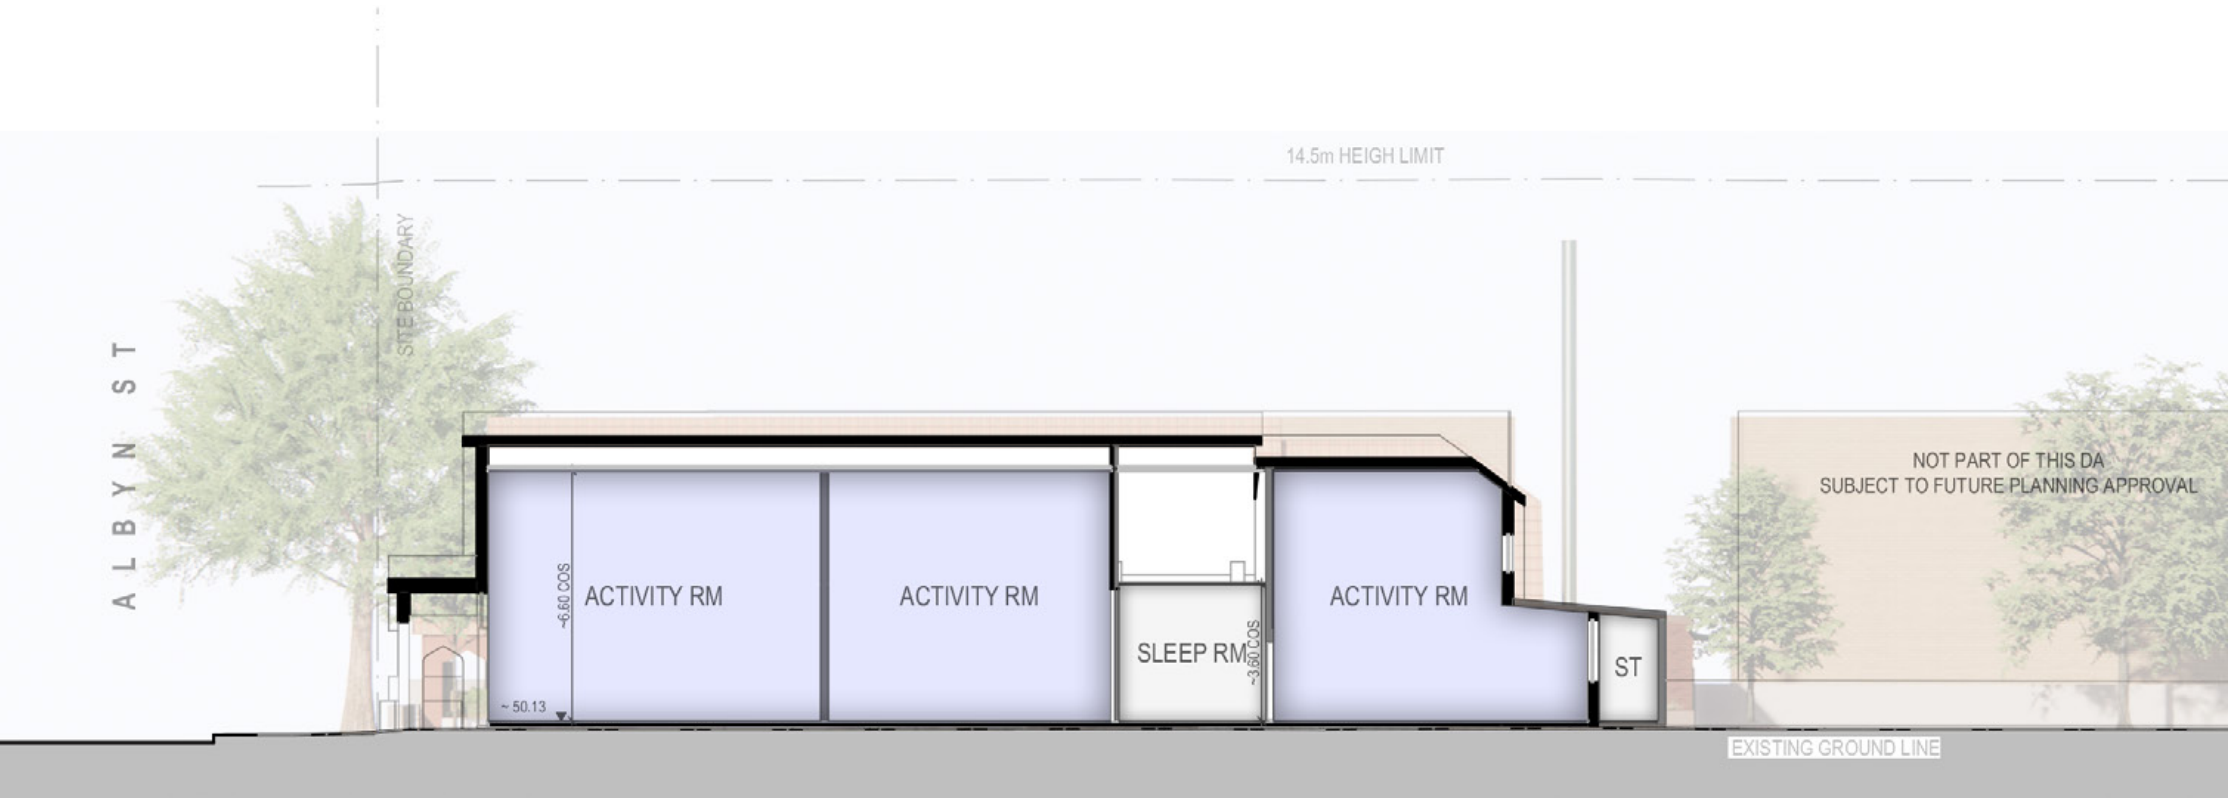 14.5m HEIGH LIMIT
SITE BOUNDARY
ALBYN ST
NOT PART OF THIS DA
SUBJECT TO FUTURE PLANNING APPROVAL
~6.60 COS
ACTIVITY RM
ACTIVITY RM
ACTIVITY RM
SLEEP RM
~3.60 COS
ST
~ 50.13
EXISTING GROUND LINE